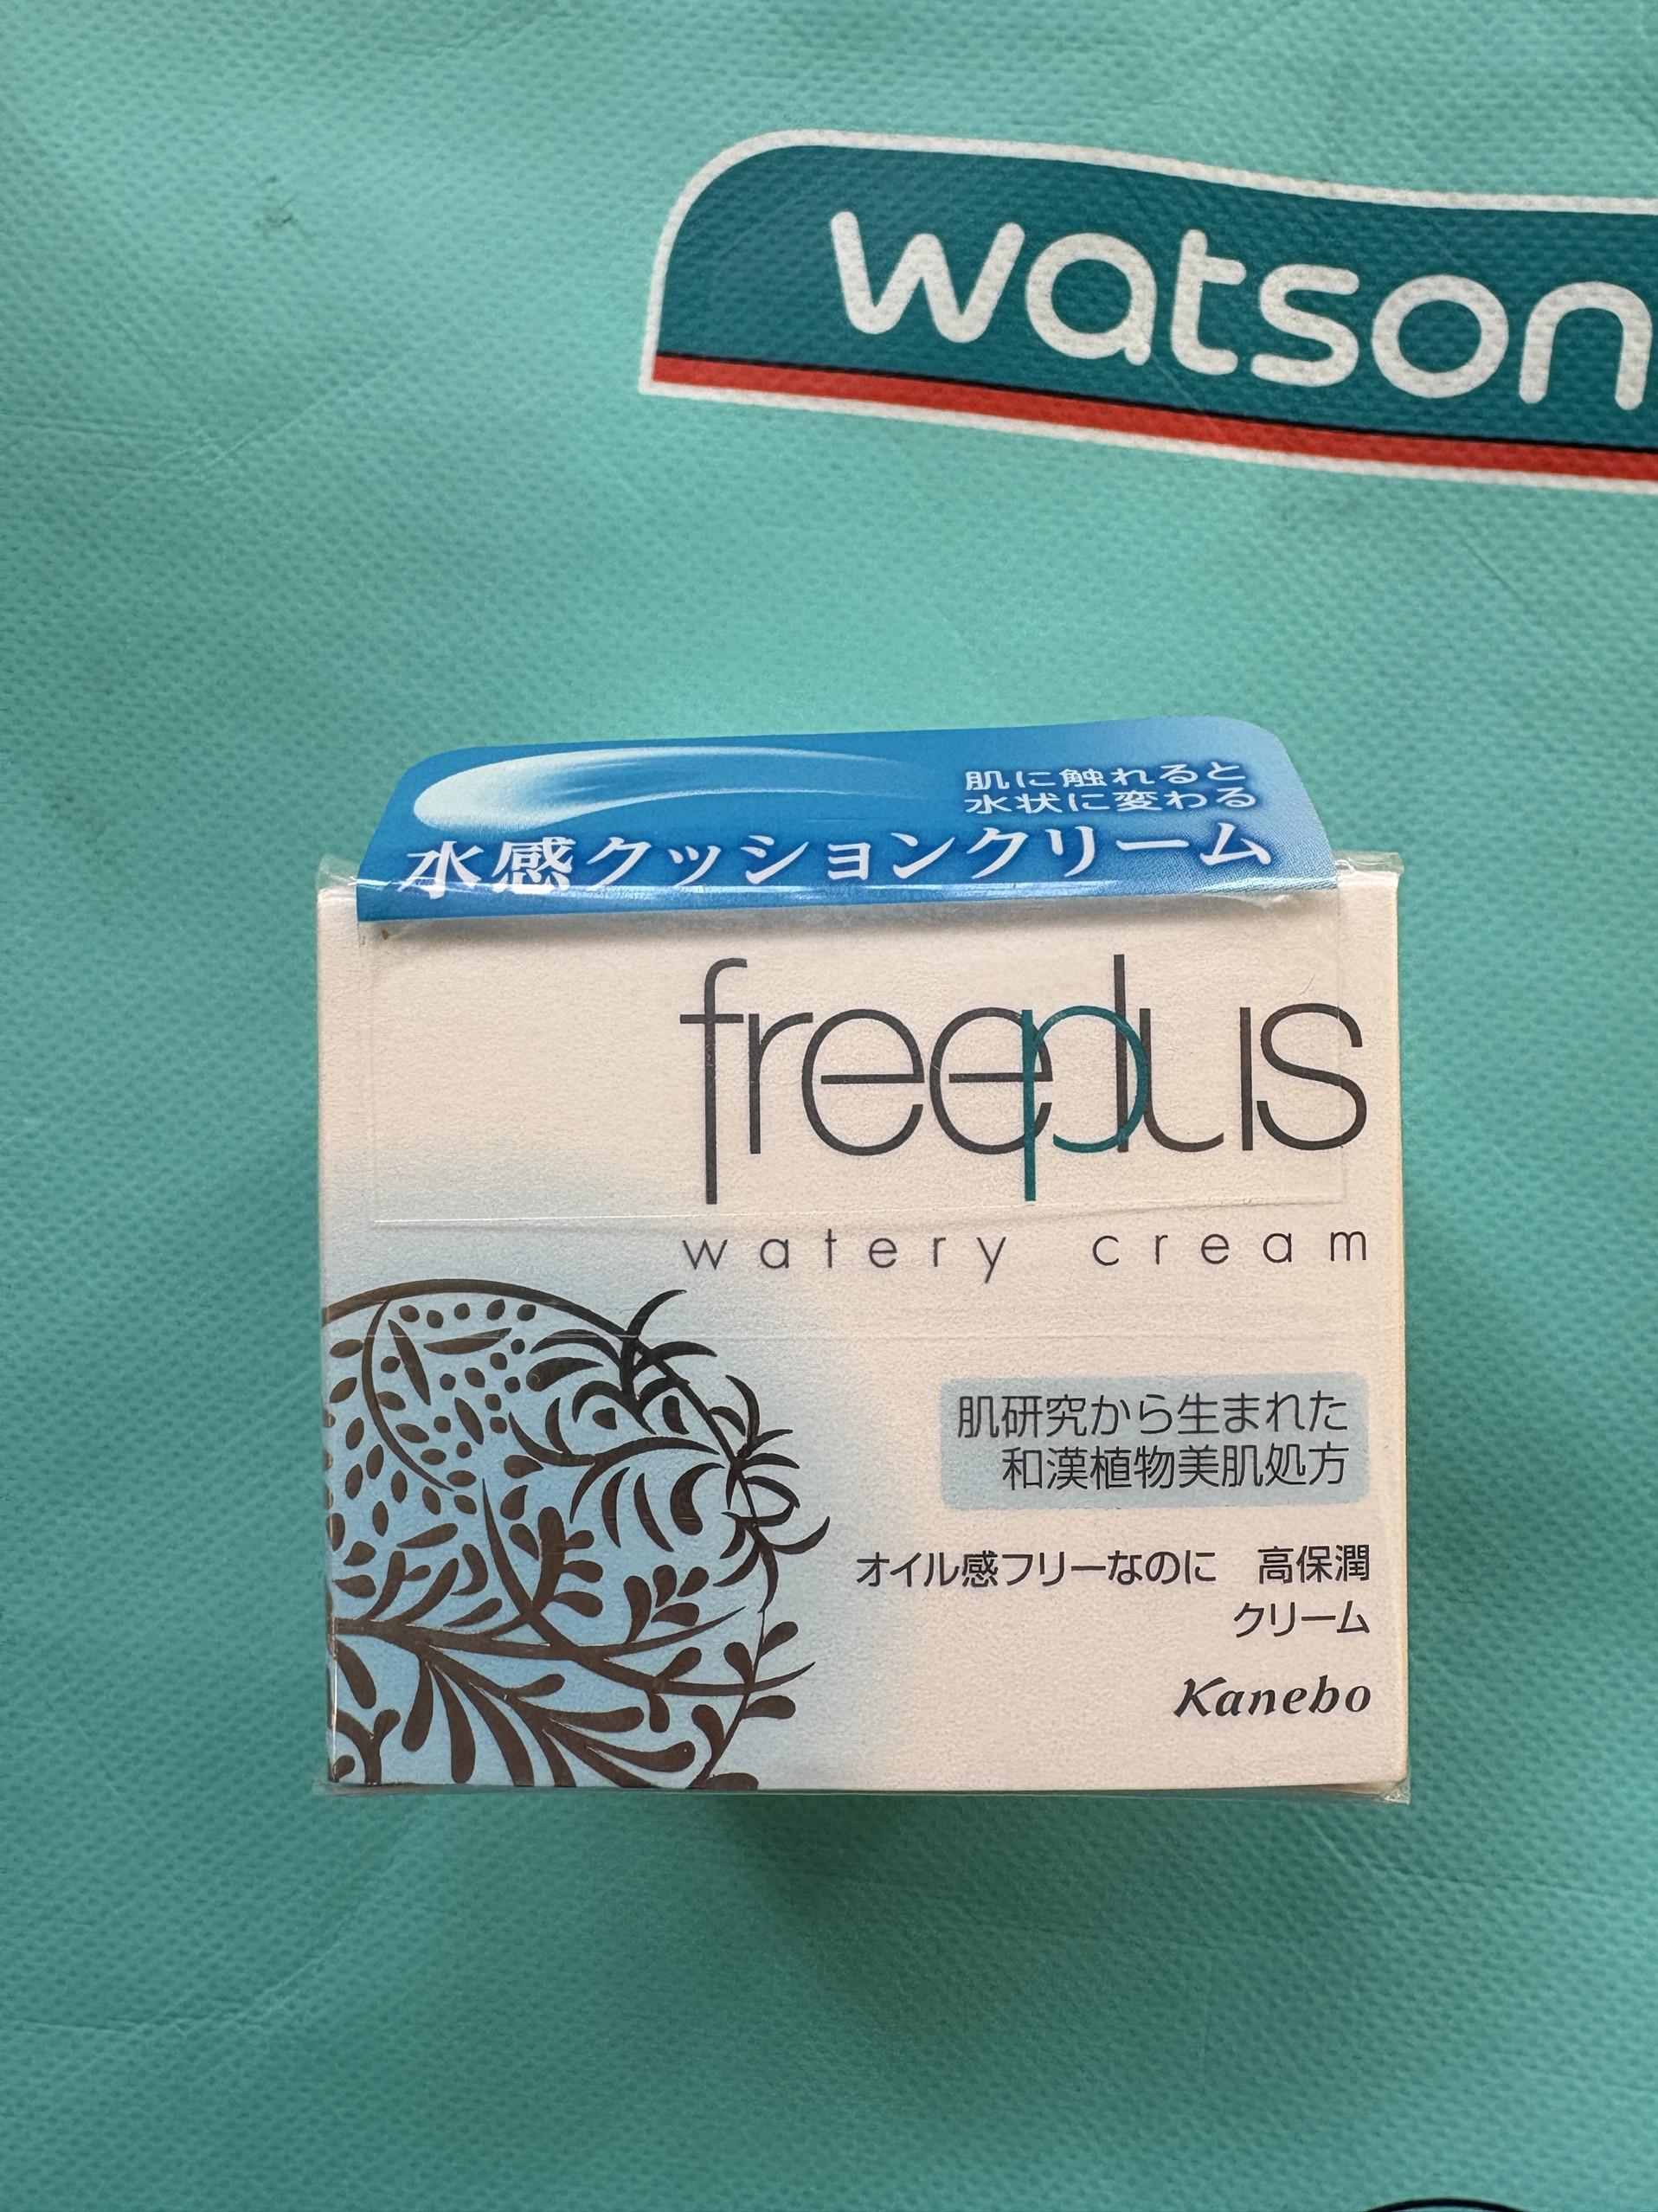 watson
肌に触れると
水状に変わる
水感クッションクリーム
freeplus
watery cream
肌研究から生まれた
和漢植物美肌処方
オイル感フリーなのに 高保潤
クリーム
Kanebo